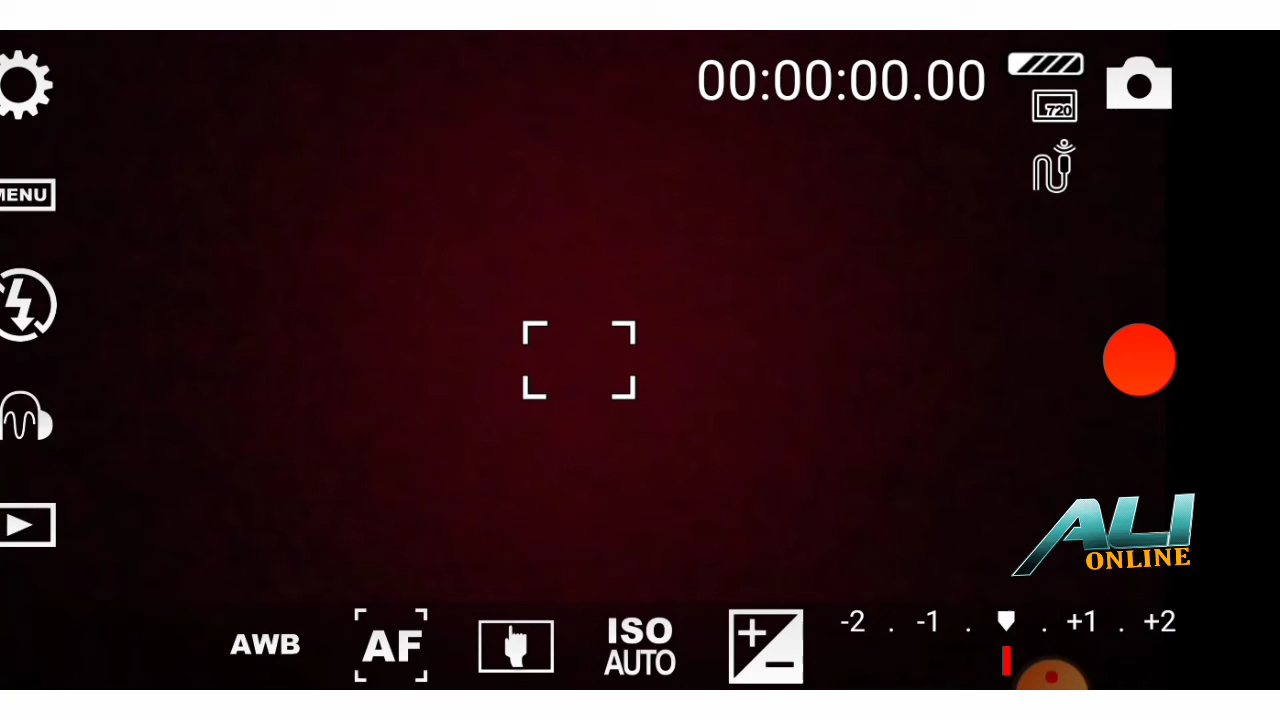 00:00:00.00
720
MENU
ALI
ONLINE
AWB
AF
ISO
AUTO
-2 . -1 . . +1 . +2